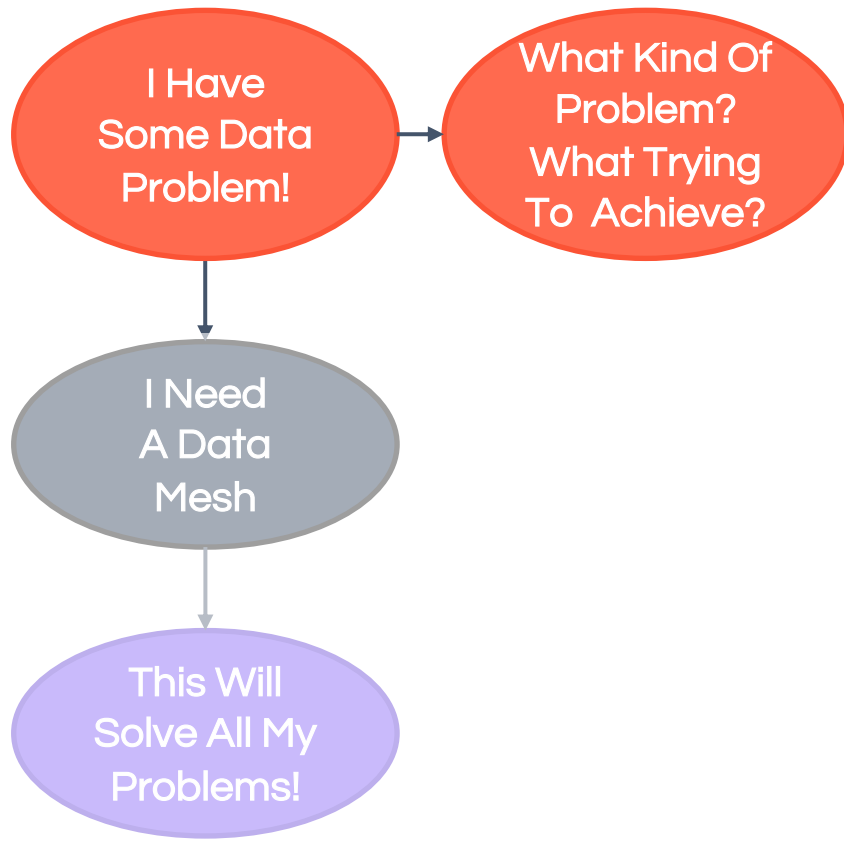 I Have
Some Data
Problem!
What Kind Of
Problem?
What Trying
To  Achieve?
I Need
A Data
Mesh
This Will
Solve All My
Problems!